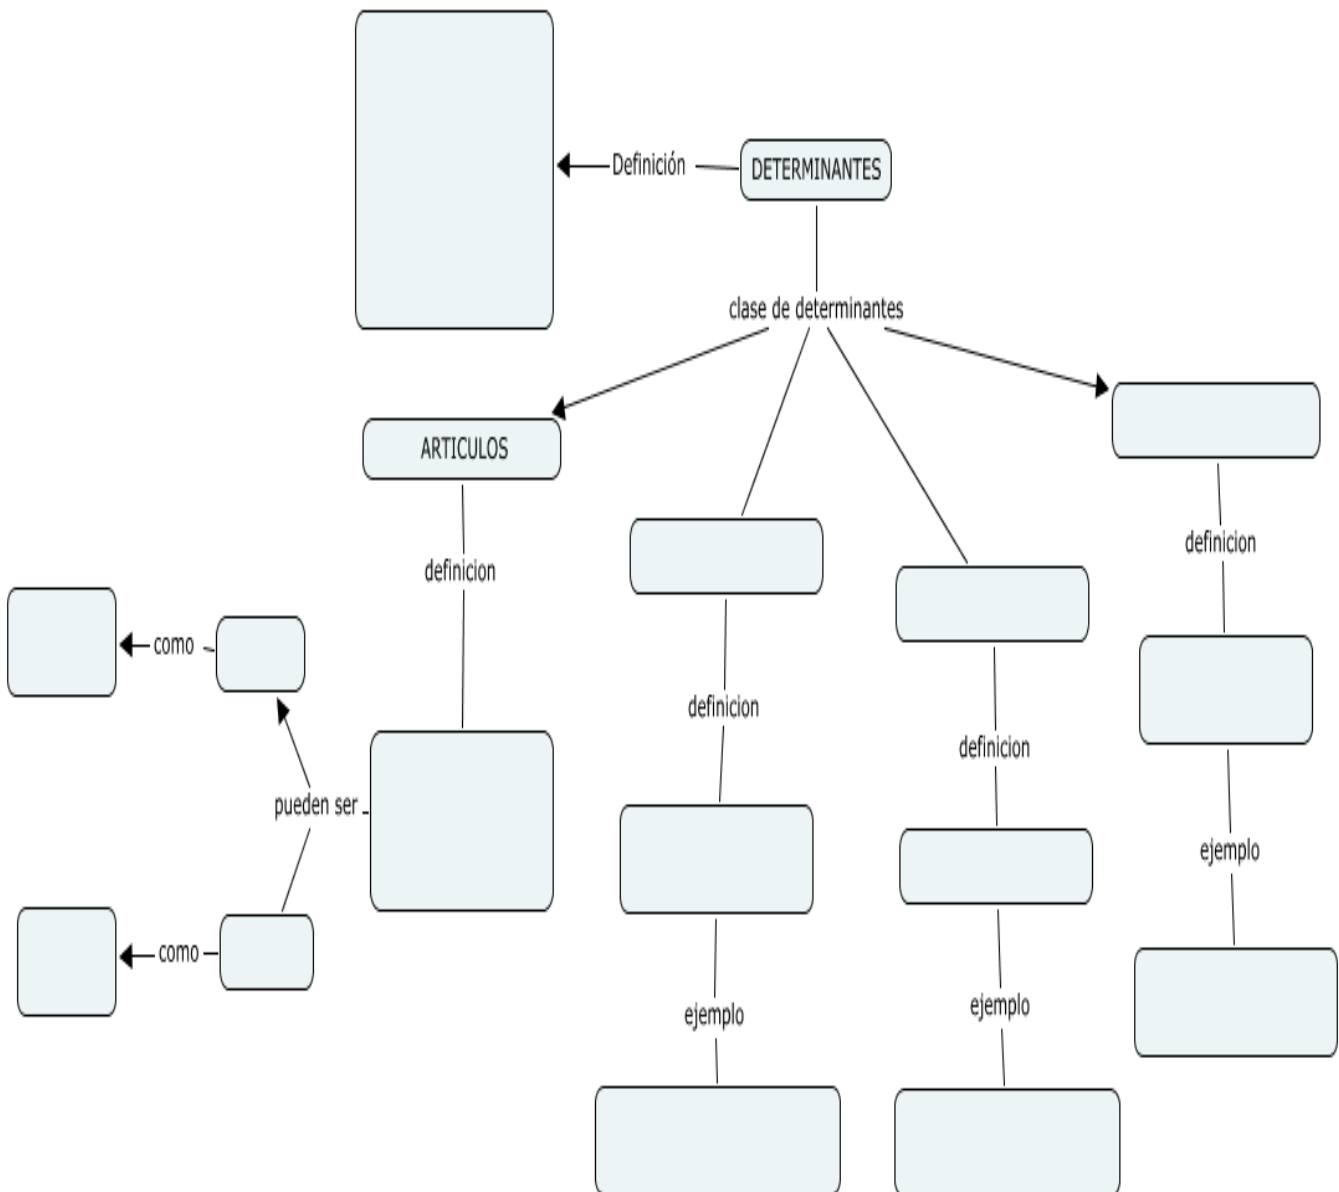 Definición
DETERMINANTES
clase de determinantes
ARTICULOS
definicion
definicion
como
definicion
definicion
pueden ser
ejemplo
como
ejemplo
ejemplo